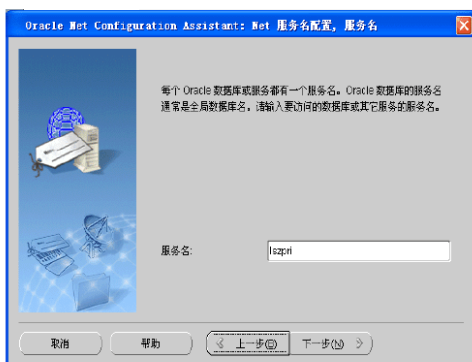 Oracle Net Configuration Assistant: Net 服务名配置, 服务名
每个 Oracle 数据库或服务都有一个服务名。Oracle 数据库的服务名
通常是全局数据库名。请输入要访问的数据库或其它服务的服务名。
服务名:
lszpri
取消
帮助
上一步(B)
下一步(N)